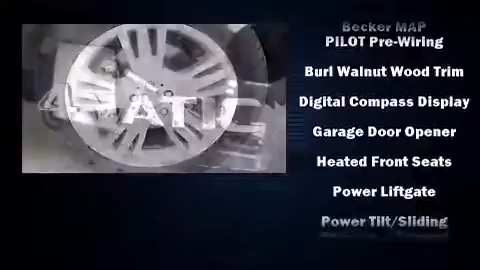 Becker MAP
PILOT Pre-Wiring
Burl Walnut Wood Trim
Digital Compass Display
Garage Door Opener
Heated Front Seats
Power Liftgate
Power Tilt/Sliding